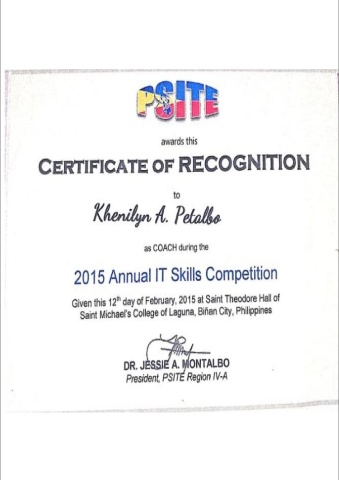 PSITE
awards this
CERTIFICATE OF RECOGNITION
to
Khenilyn A. Petalbo
as COACH during the
2015 Annual IT Skills Competition
Given this 12th day of February, 2015 at Saint Theodore Hall of
Saint Michael's College of Laguna, Biñan City, Philippines
DR. JESSIE A. MONTALBO
President, PSITE Region IV-A